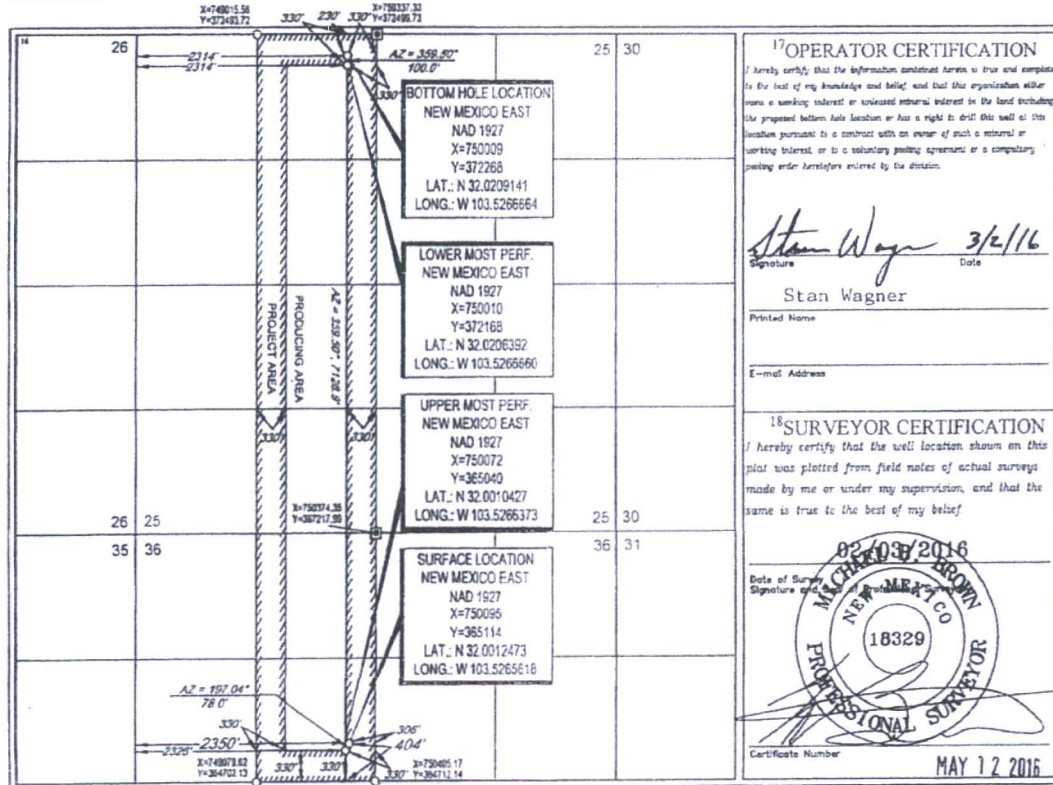 X=749015.56
Y=372493.72
330'
230'
330'
X=750337.33
Y=372499.73
14
26
25
30
2314'
2314'
AZ = 359.50°
100.0'
330'
BOTTOM HOLE LOCATION
NEW MEXICO EAST
NAD 1927
X=750009
Y=372268
LAT.: N 32.0209141
LONG.: W 103.5266664
LOWER MOST PERF.
NEW MEXICO EAST
NAD 1927
X=750010
Y=372168
LAT.: N 32.0206392
LONG.: W 103.5266660
PROJECT AREA
PRODUCING AREA
AZ = 359.50°, 7128.9'
330'
330'
UPPER MOST PERF.
NEW MEXICO EAST
NAD 1927
X=750072
Y=365040
LAT.: N 32.0010427
LONG.: W 103.5266373
X=750374.35
Y=367217.95
26
25
25
30
35
36
36
31
SURFACE LOCATION
NEW MEXICO EAST
NAD 1927
X=750095
Y=365114
LAT.: N 32.0012473
LONG.: W 103.5265618
AZ = 197.04°
78.0'
330'
2350'
2326'
306'
404'
X=749079.62
Y=364702.13
330'
330'
330'
X=750405.17
Y=364712.14
17 OPERATOR CERTIFICATION
I hereby certify that the information contained herein is true and complete
to the best of my knowledge and belief, and that this organization either
owns a working interest or unleased mineral interest in the land including
the proposed bottom hole location or has a right to drill this well at this
location pursuant to a contract with an owner of such a mineral or
working interest, or to a voluntary pooling agreement or a compulsory
pooling order heretofore entered by the division.
Stan Wagner 3/2/16
Signature Date
Stan Wagner
Printed Name
E-mail Address
18 SURVEYOR CERTIFICATION
I hereby certify that the well location shown on this
plat was plotted from field notes of actual surveys
made by me or under my supervision, and that the
same is true to the best of my belief.
02/03/2016
Date of Survey
Signature and Seal of Professional Surveyor
MICHAEL B. BROWN
NEW MEXICO
18329
PROFESSIONAL SURVEYOR
Certificate Number
MAY 12 2016